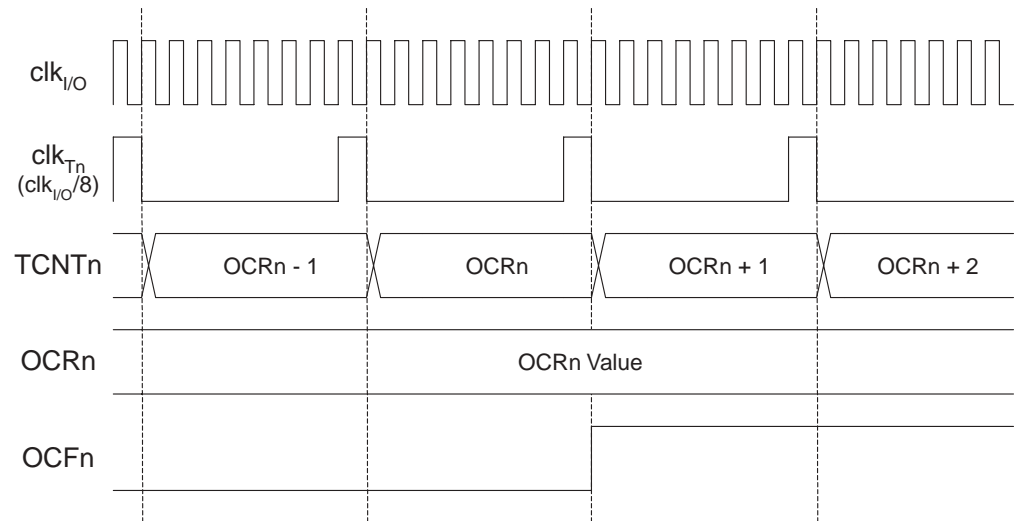 clkI/O
clkTn
(clkI/O/8)
TCNTn
OCRn - 1
OCRn
OCRn + 1
OCRn + 2
OCRn
OCRn Value
OCFn